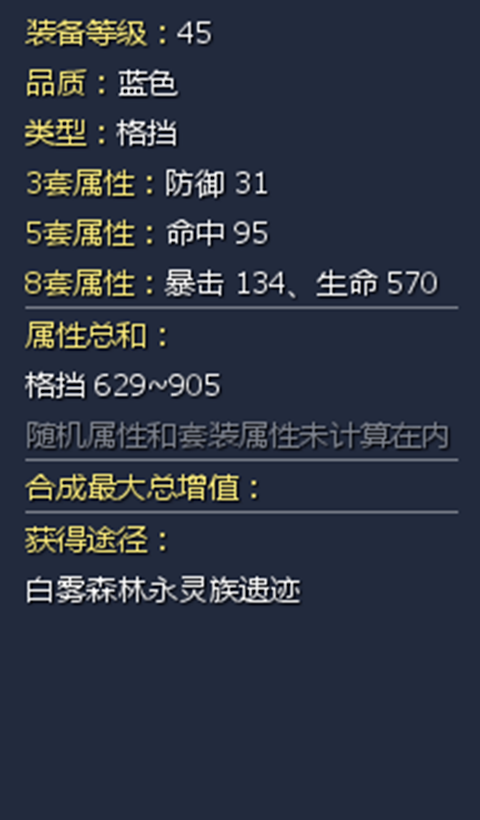 装备等级：45
品质：蓝色
类型：格挡
3套属性：防御 31
5套属性：命中 95
8套属性：暴击 134、生命 570
属性总和：
格挡 629~905
随机属性和套装属性未计算在内
合成最大总增值：
获得途径：
白雾森林永灵族遗迹